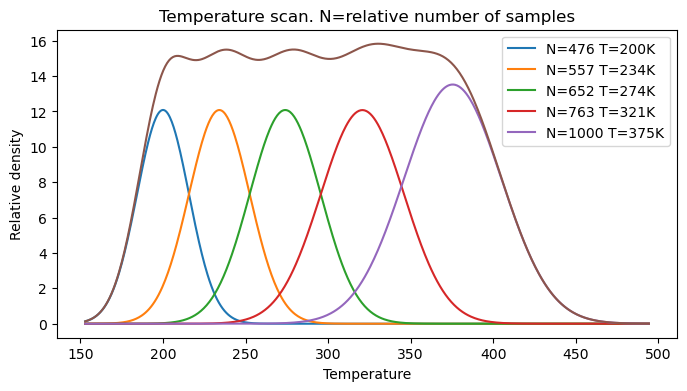 Temperature scan. N=relative number of samples
N=476 T=200K
N=557 T=234K
N=652 T=274K
N=763 T=321K
N=1000 T=375K
Relative density
16
14
12
10
8
6
4
2
0
150 200 250 300 350 400 450 500
Temperature